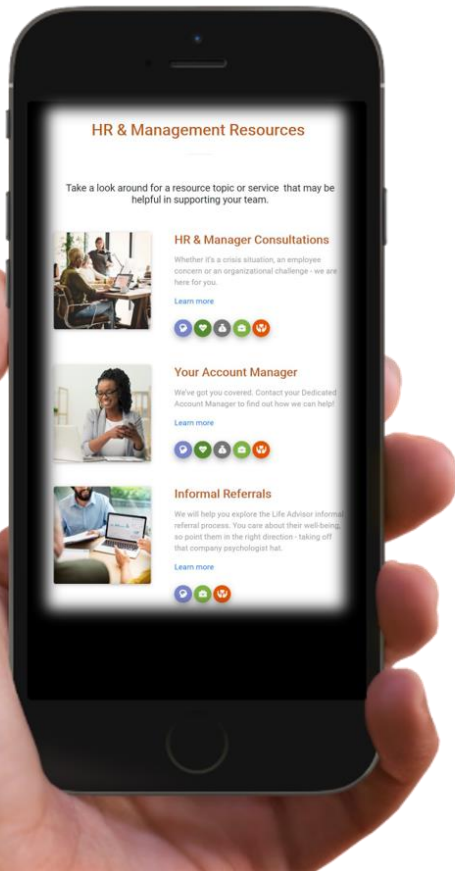 HR & Management Resources
Take a look around for a resource topic or service that may be
helpful in supporting your team.
HR & Manager Consultations
Whether it's a crisis situation, an employee
concern or an organizational challenge - we are
here for you.
Learn more
Your Account Manager
We've got you covered. Contact your Dedicated
Account Manager to find out how we can help!
Learn more
Informal Referrals
We will help you explore the Life Advisor informal
referral process. You care about their well-being,
so point them in the right direction - taking off
that company psychologist hat.
Learn more